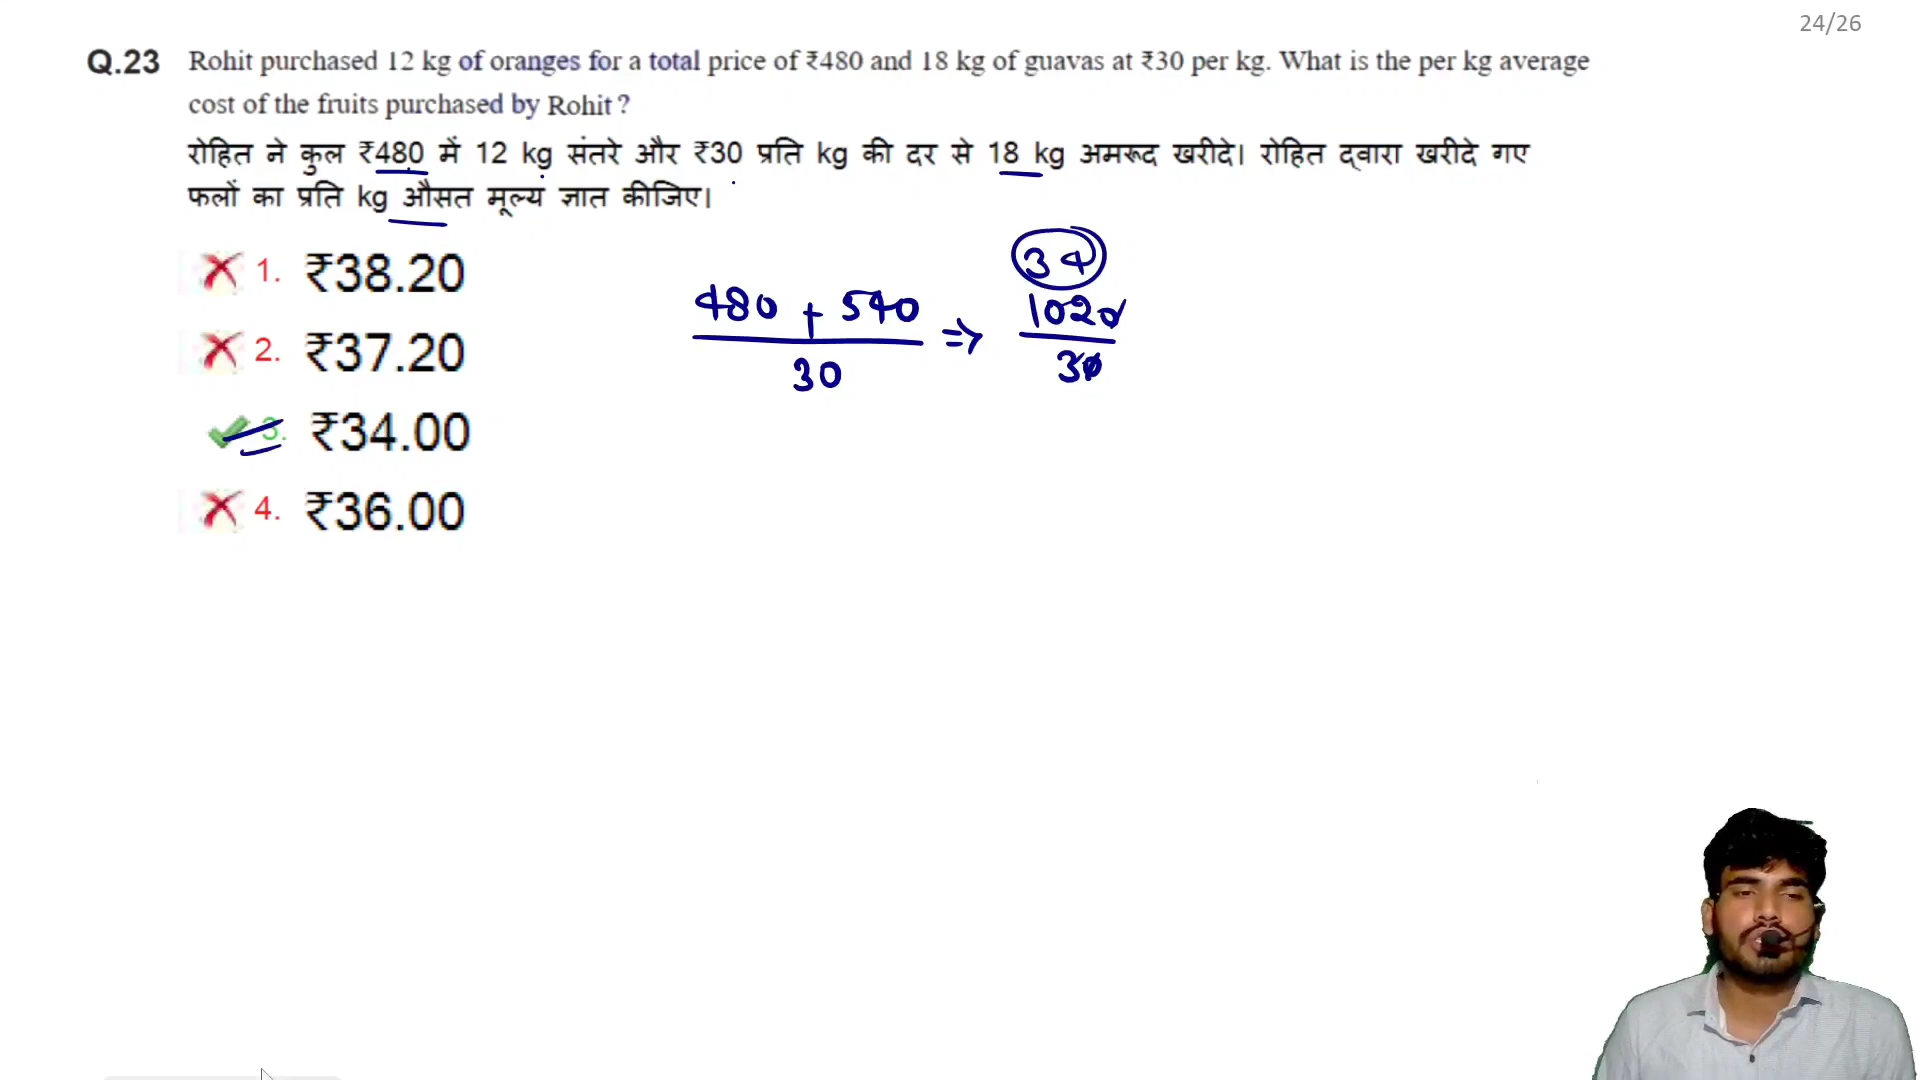 24/26
Q.23 Rohit purchased 12 kg of oranges for a total price of ₹480 and 18 kg of guavas at ₹30 per kg. What is the per kg average
cost of the fruits purchased by Rohit?
रोहित ने कुल ₹480 में 12 kg संतरे और ₹30 प्रति kg की दर से 18 kg अमरूद खरीदे। रोहित द्वारा खरीदे गए
फलों का प्रति kg औसत मूल्य ज्ञात कीजिए।
1. ₹38.20
2. ₹37.20
3. ₹34.00
4. ₹36.00
34
480 + 540 ⇒ 1020
30 30